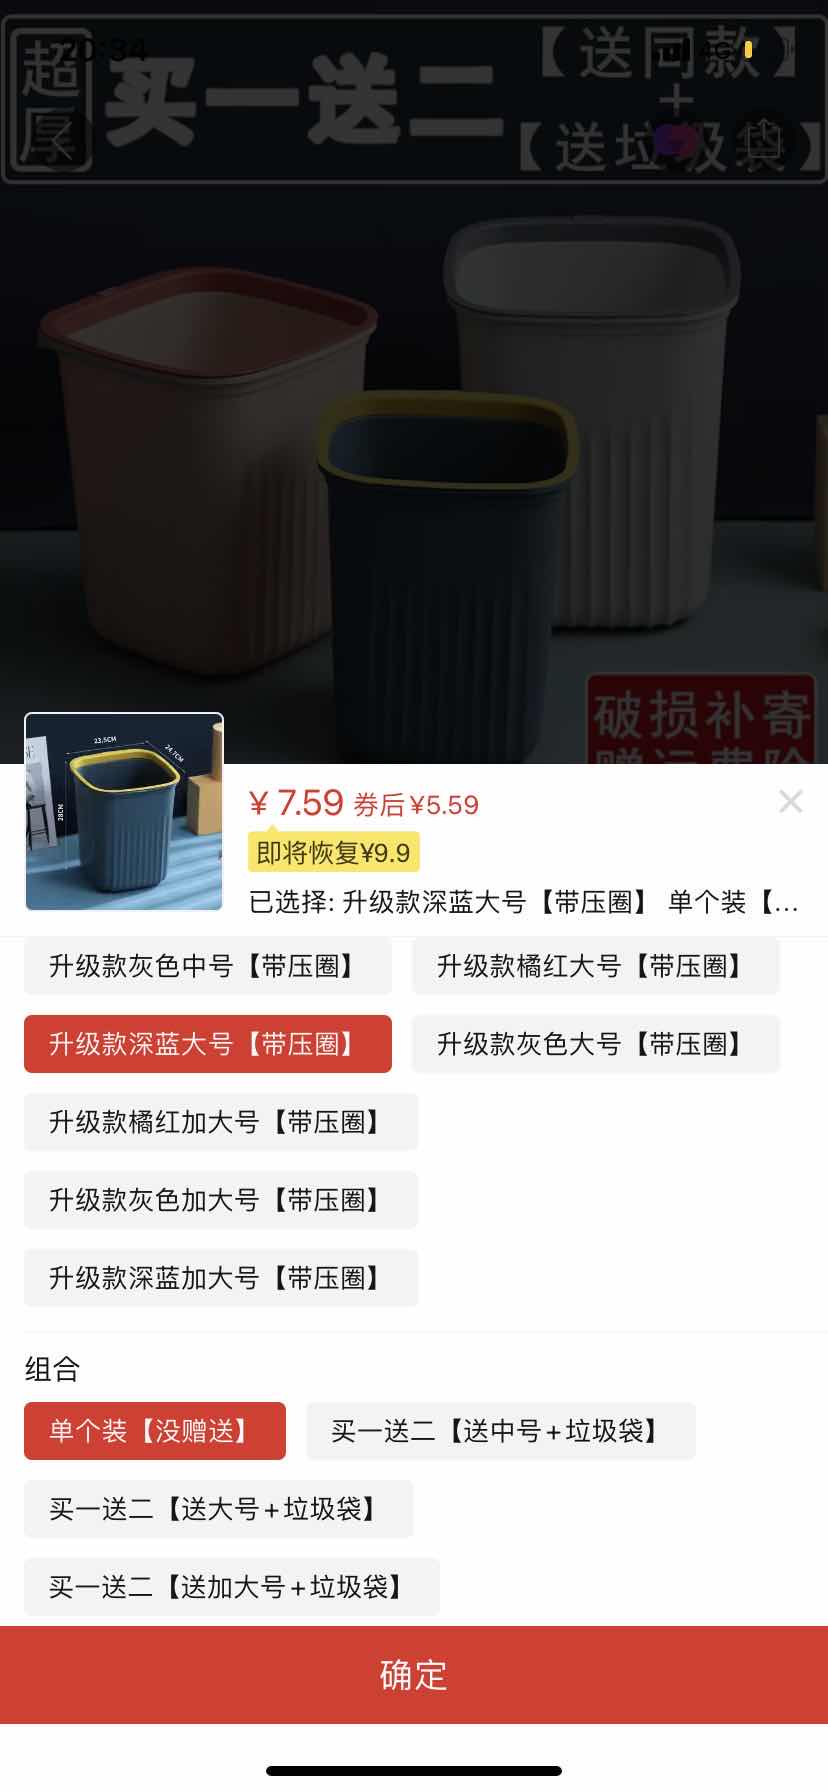 20:34
4G
超厚
买一送二
【送同款】
+
【送垃圾袋】
破损补寄
赠运费险
23.5CM
24.7CM
28CM
¥ 7.59 券后 ¥5.59
即将恢复¥9.9
已选择: 升级款深蓝大号【带压圈】 单个装【...
升级款灰色中号【带压圈】 升级款橘红大号【带压圈】
升级款深蓝大号【带压圈】 升级款灰色大号【带压圈】
升级款橘红加大号【带压圈】
升级款灰色加大号【带压圈】
升级款深蓝加大号【带压圈】
组合
单个装【没赠送】 买一送二【送中号+垃圾袋】
买一送二【送大号+垃圾袋】
买一送二【送加大号+垃圾袋】
确定